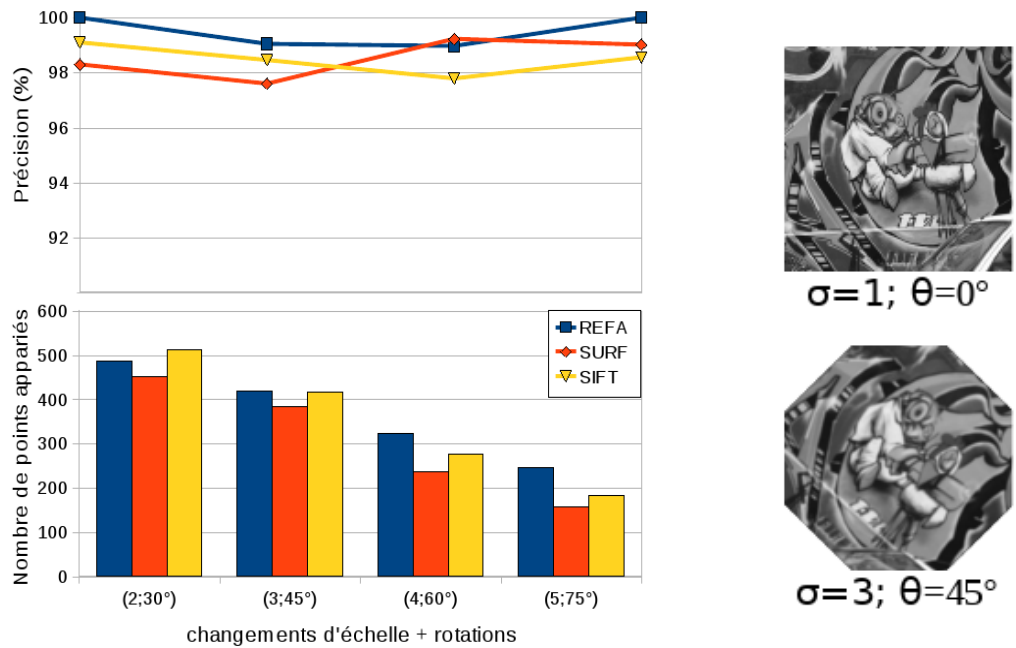 100
98
96
94
92
Précision (%)
600
500
400
300
200
100
0
Nombre de points appariés
REFA
SURF
SIFT
(2;30°) (3;45°) (4;60°) (5;75°)
changements d'échelle + rotations
σ=1; θ=0°
σ=3; θ=45°